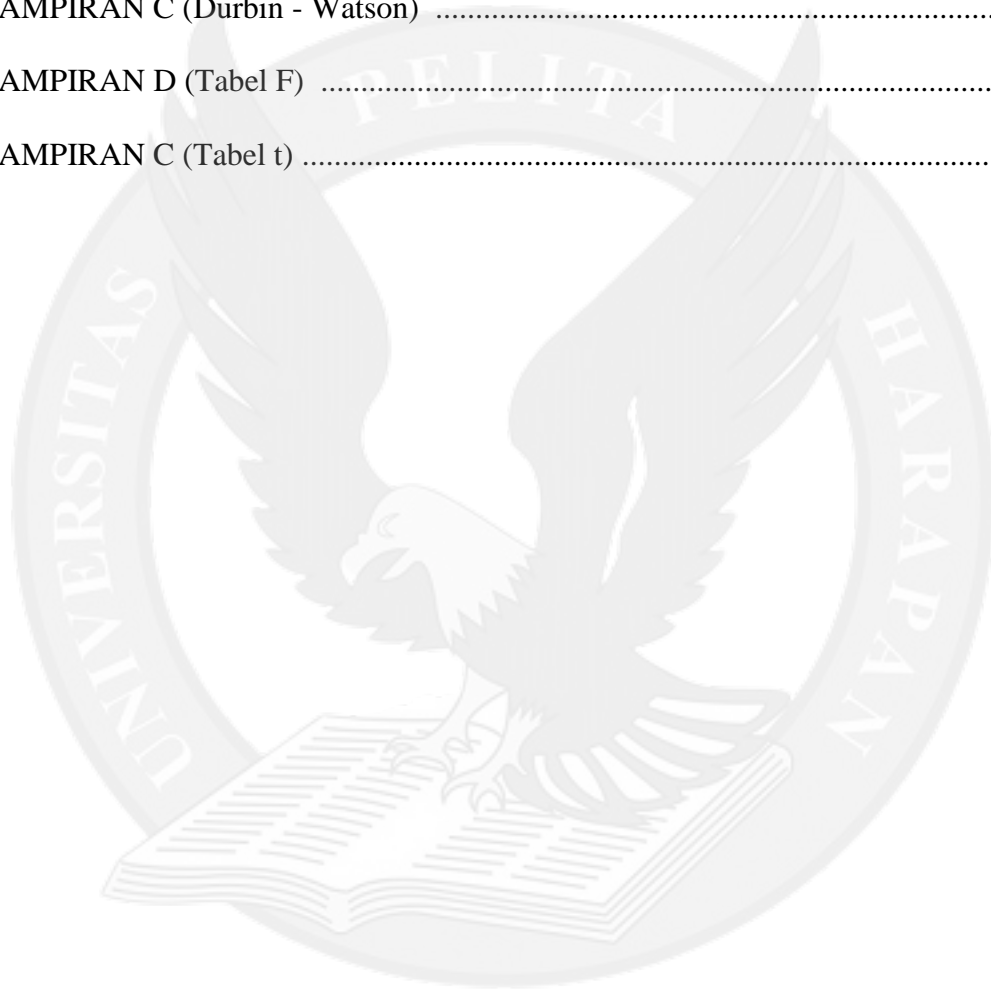 AMPIRAN C (Durbin - Watson) ........................................................................
AMPIRAN D (Tabel F) ......................................................................................
AMPIRAN C (Tabel t) .........................................................................................
UNIVERSITAS PELITA HARAPAN